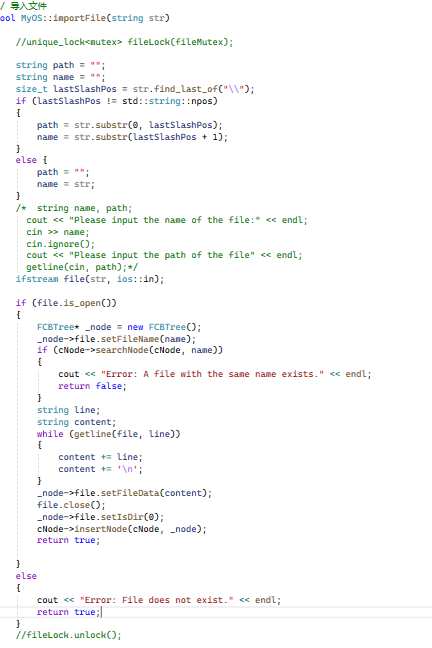 / 导入文件
ool MyOS::importFile(string str)
//unique_lock<mutex> fileLock(fileMutex);
string path = "";
string name = "";
size_t lastSlashPos = str.find_last_of("\\");
if (lastSlashPos != std::string::npos)
{
path = str.substr(0, lastSlashPos);
name = str.substr(lastSlashPos + 1);
}
else {
path = "";
name = str;
}
/*  string name, path;
cout << "Please input the name of the file:" << endl;
cin >> name;
cin.ignore();
cout << "Please input the path of the file" << endl;
getline(cin, path);*/
ifstream file(str, ios::in);
if (file.is_open())
{
FCBTree* _node = new FCBTree();
_node->file.setFileName(name);
if (cNode->searchNode(cNode, name))
{
cout << "Error: A file with the same name exists." << endl;
return false;
}
string line;
string content;
while (getline(file, line))
{
content += line;
content += '\n';
}
_node->file.setFileData(content);
file.close();
_node->file.setIsDir(0);
cNode->insertNode(cNode, _node);
return true;
}
else
{
cout << "Error: File does not exist." << endl;
return true;
}
//fileLock.unlock();